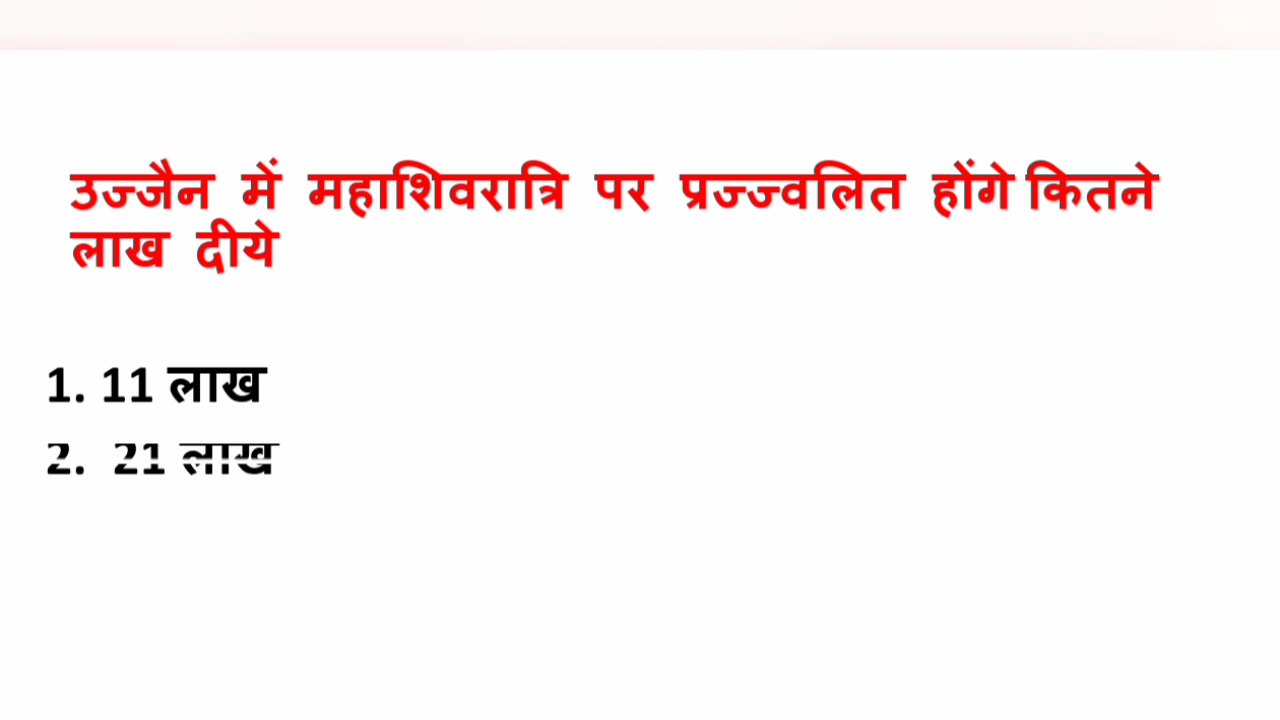 उज्जैन में महाशिवरात्रि पर प्रज्ज्वलित होंगे कितने
लाख दीये
1. 11 लाख
2. 21 लाख